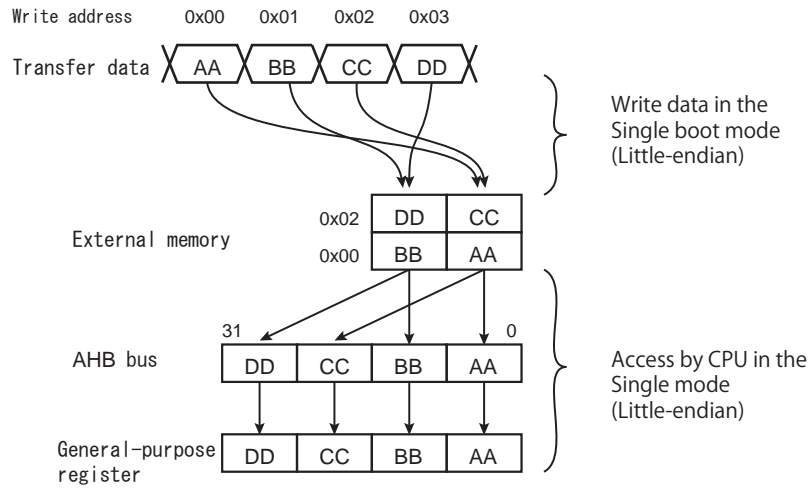 Write address 0x00 0x01 0x02 0x03
Transfer data AA BB CC DD
Write data in the
Single boot mode
(Little-endian)
0x02 DD CC
External memory
0x00 BB AA
31 0
AHB bus DD CC BB AA
Access by CPU in the
Single mode
(Little-endian)
General-purpose
register
DD CC BB AA